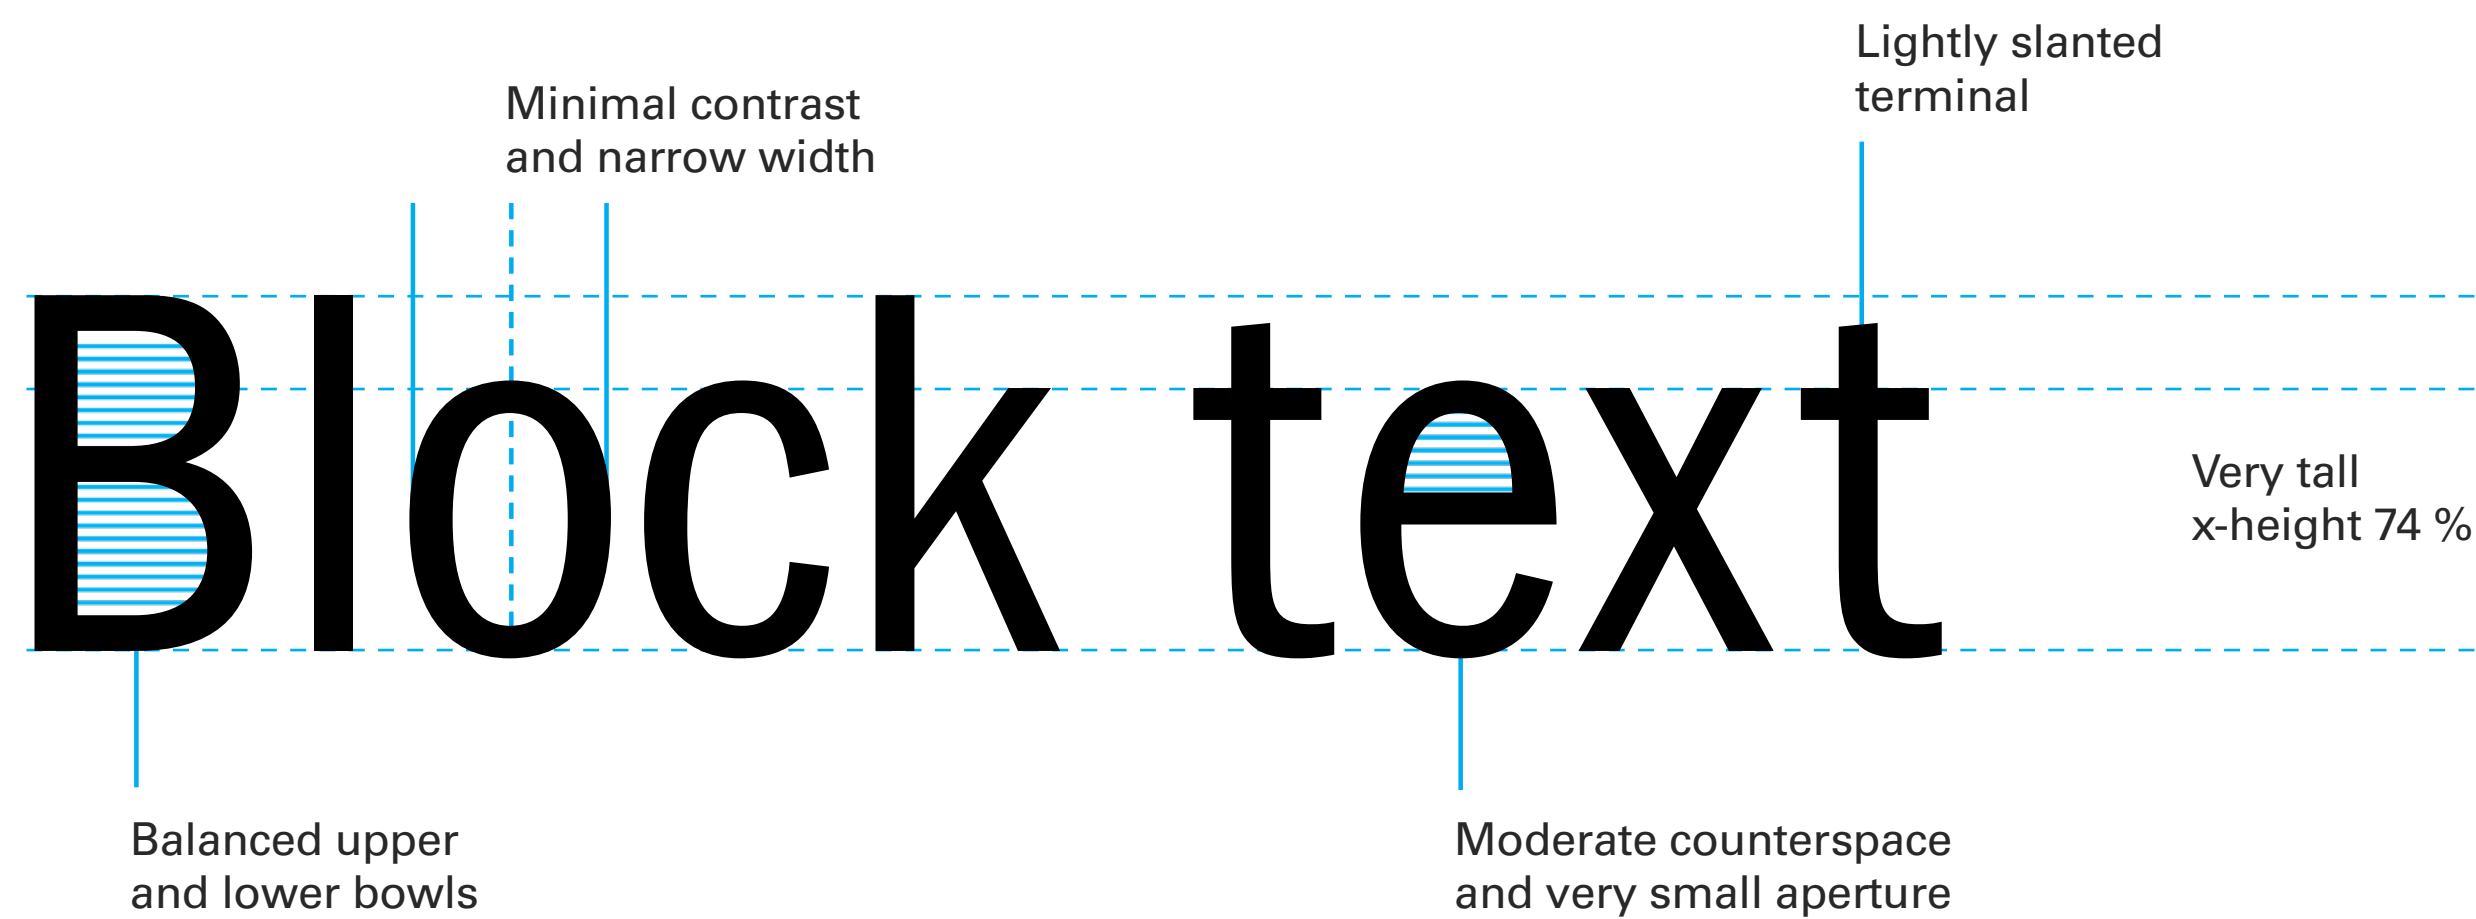 Lightly slanted
terminal
Minimal contrast
and narrow width
Block text
Very tall
x-height 74 %
Balanced upper
and lower bowls
Moderate counterspace
and very small aperture